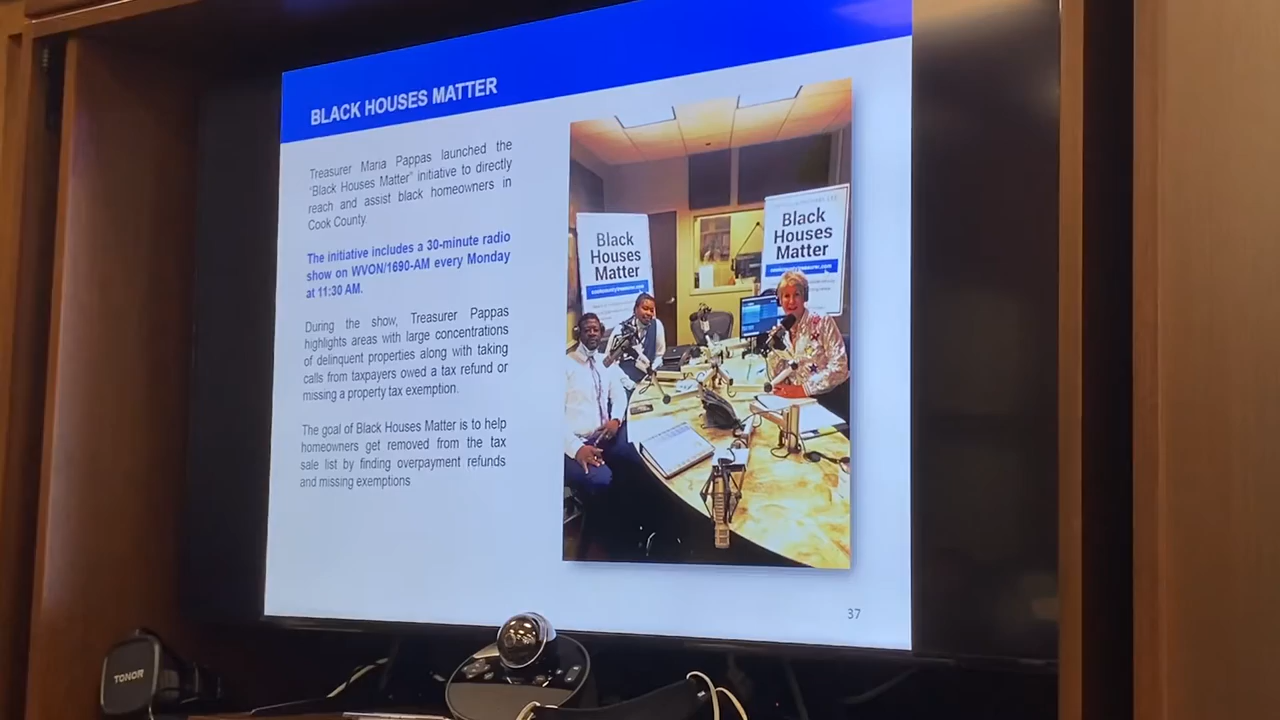 BLACK HOUSES MATTER
Treasurer Maria Pappas launched the
"Black Houses Matter" initiative to directly
reach and assist black homeowners in
Cook County.
The initiative includes a 30-minute radio
show on WVON/1690-AM every Monday
at 11:30 AM.
During the show, Treasurer Pappas
highlights areas with large concentrations
of delinquent properties along with taking
calls from taxpayers owed a tax refund or
missing a property tax exemption.
The goal of Black Houses Matter is to help
homeowners get removed from the tax
sale list by finding overpayment refunds
and missing exemptions
Black
Houses
Matter
cookcountytreasurer.com
Black
Houses
Matter
cookcountytreasurer.com
37
TONOR